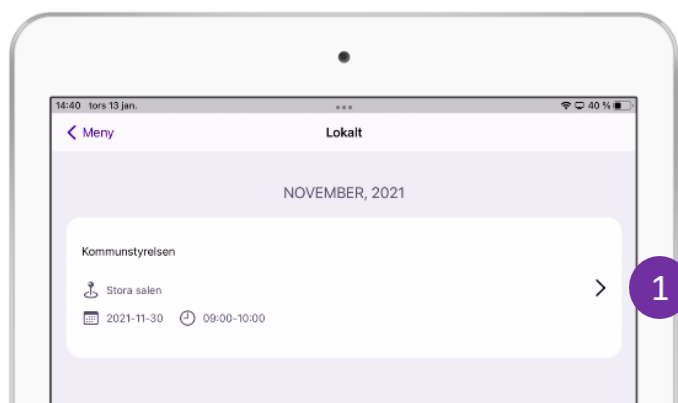 14:40 tors 13 jan.
40 %
Meny
Lokalt
NOVEMBER, 2021
Kommunstyrelsen
Stora salen
2021-11-30 09:00-10:00
1